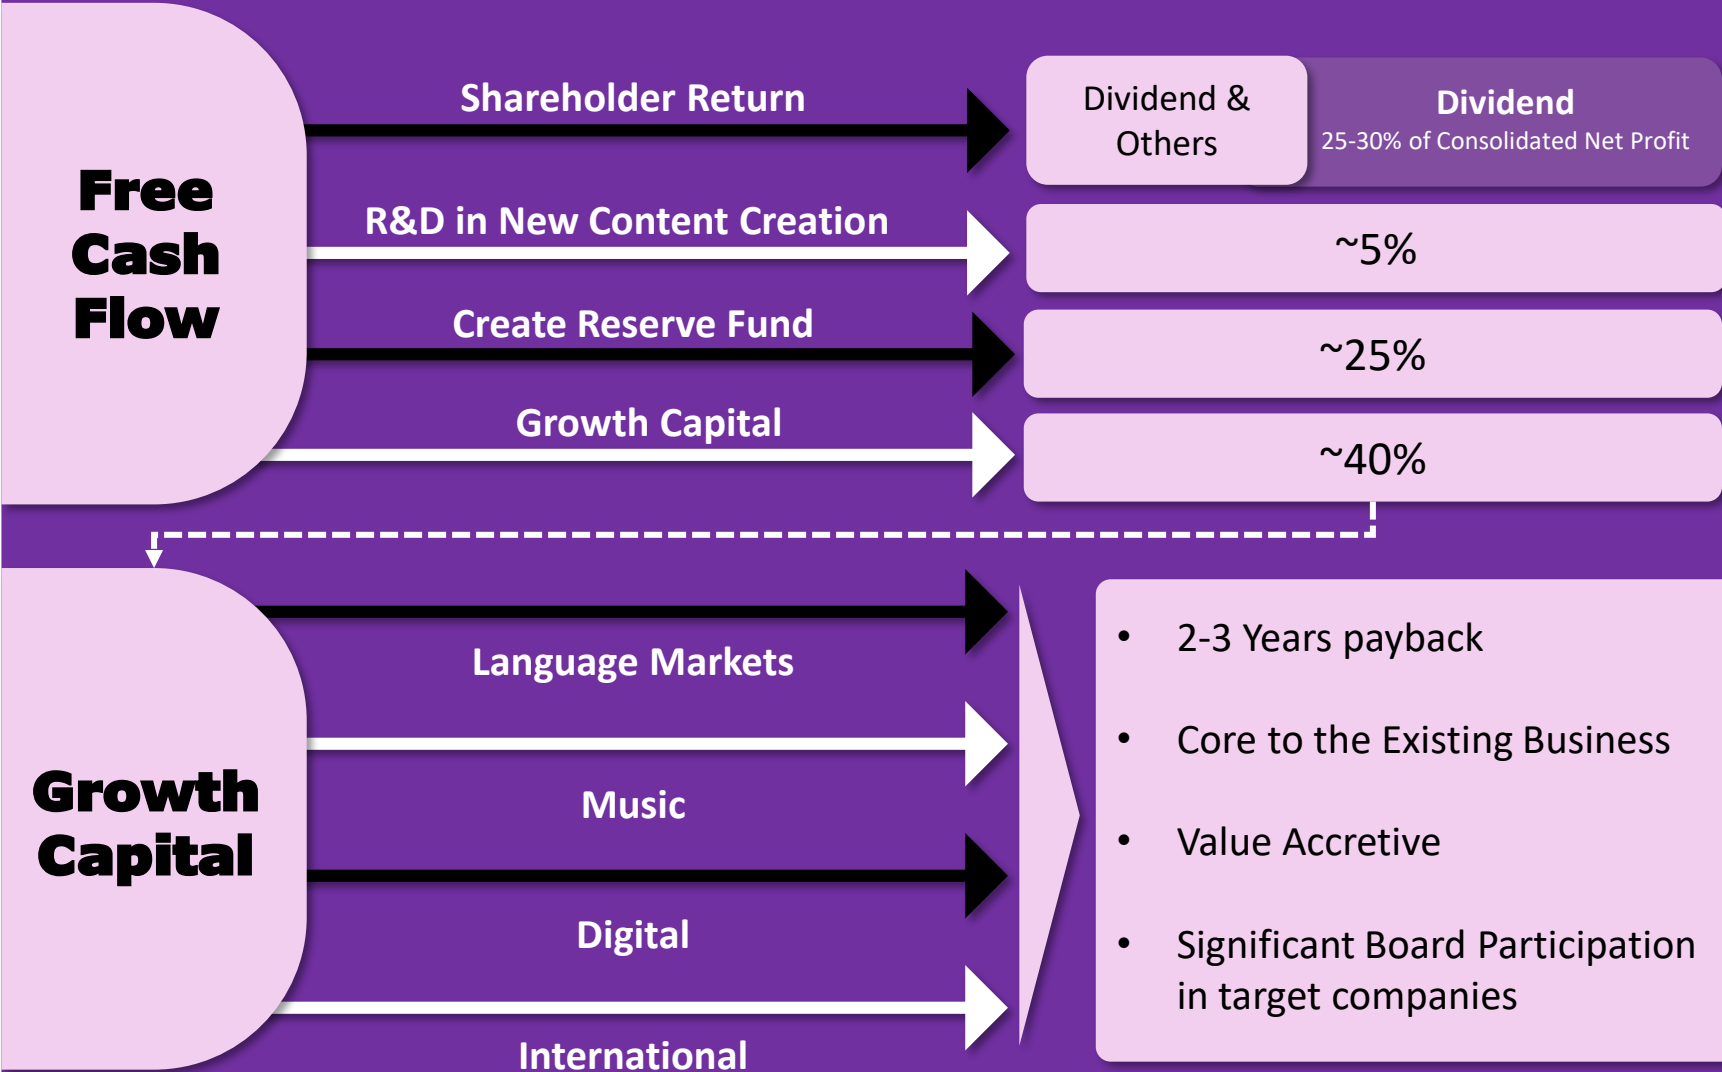 Free
Cash
Flow
Shareholder Return
Dividend &
Others
Dividend
25-30% of Consolidated Net Profit
R&D in New Content Creation
~5%
Create Reserve Fund
~25%
Growth Capital
~40%
Growth
Capital
Language Markets
Music
Digital
International
• 2-3 Years payback
• Core to the Existing Business
• Value Accretive
• Significant Board Participation
in target companies